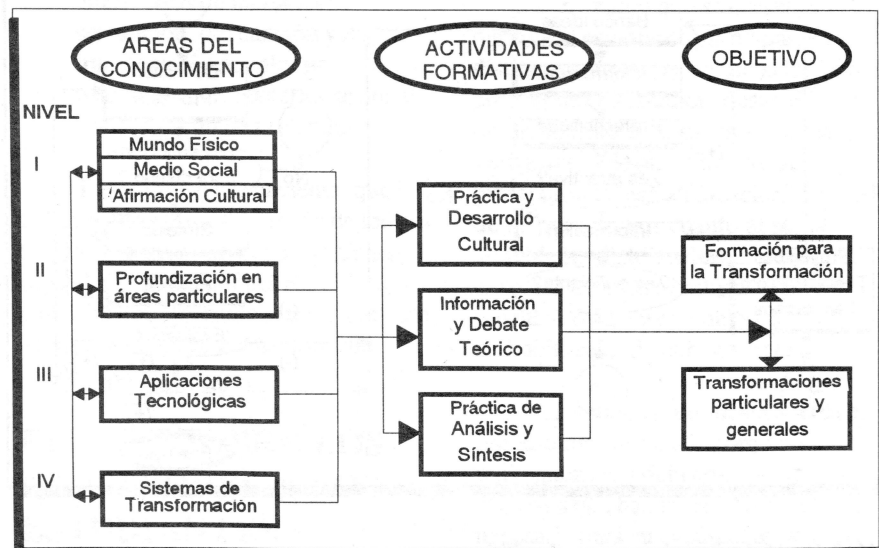 AREAS DEL
CONOCIMIENTO
ACTIVIDADES
FORMATIVAS
OBJETIVO
NIVEL
I
Mundo Físico
Medio Social
Afirmación Cultural
II
Profundización en
áreas particulares
III
Aplicaciones
Tecnológicas
IV
Sistemas de
Transformación
Práctica y
Desarrollo
Cultural
Información
y Debate
Teórico
Práctica de
Análisis y
Síntesis
Formación para
la Transformación
Transformaciones
particulares y
generales